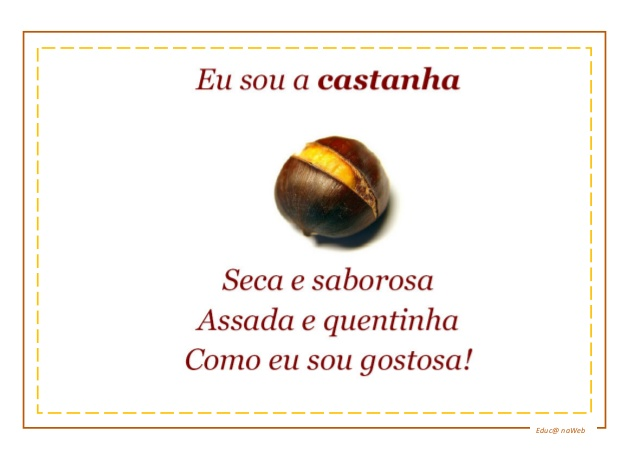 Eu sou a castanha
Seca e saborosa
Assada e quentinha
Como eu sou gostosa!
Educ@ naWeb